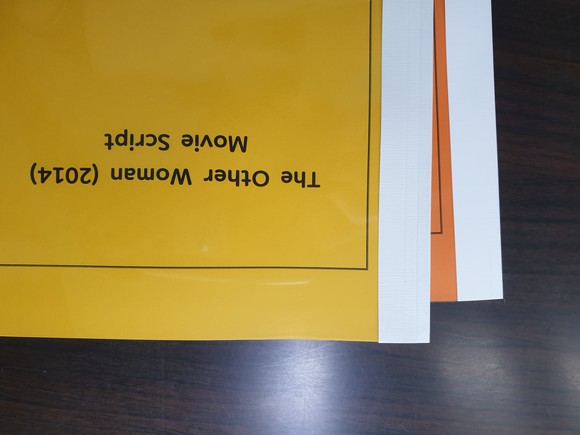 The Other Woman (2014)
Movie Script